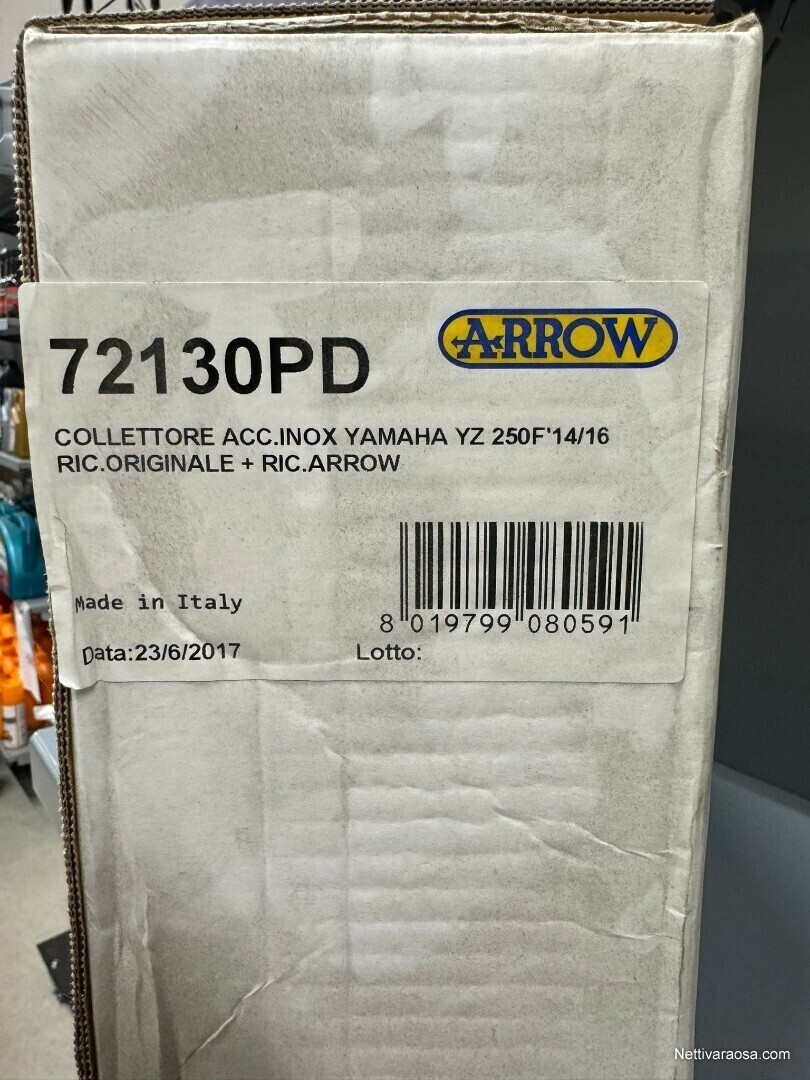 72130PD
ARROW
COLLETTORE ACC.INOX YAMAHA YZ 250F'14/16
RIC.ORIGINALE + RIC.ARROW
Made in Italy
8 019799 080591
Data:23/6/2017
Lotto:
Nettivaraosa.com